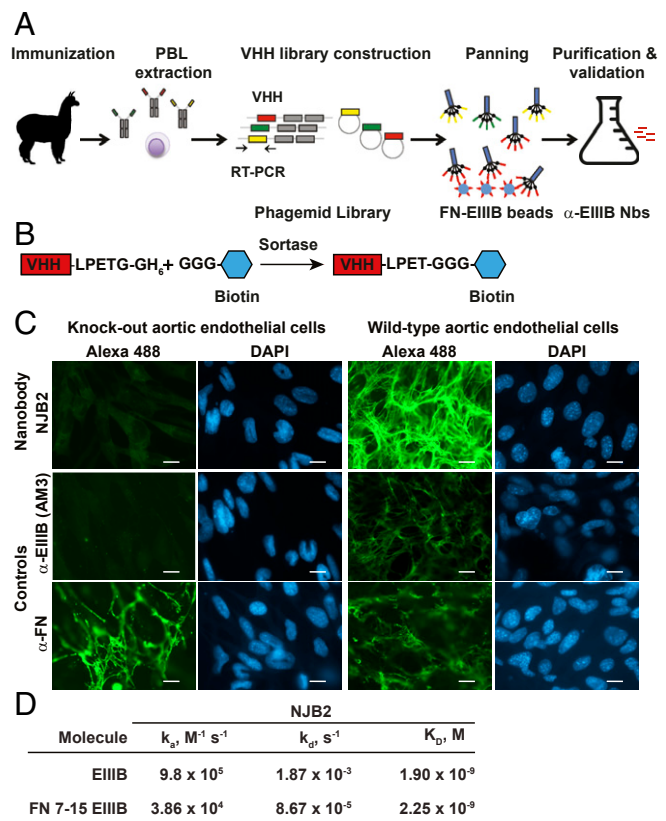 A
Immunization
PBL
extraction
VHH library construction
Panning
Purification &
validation
VHH
RT-PCR
Phagemid Library
FN-EIIIB beads
α-EIIIB Nbs
B
VHH-LPETG-GH6+ GGG
Biotin
Sortase
VHH-LPET-GGG
Biotin
C
Knock-out aortic endothelial cells
Wild-type aortic endothelial cells
Alexa 488
DAPI
Alexa 488
DAPI
Nanobody
NJB2
Controls
α-EIIIB (AM3)
α-FN
D
NJB2
Molecule
ka, M-1 s-1
kd, s-1
KD, M
EIIIB
9.8 x 105
1.87 x 10-3
1.90 x 10-9
FN 7-15 EIIIB
3.86 x 104
8.67 x 10-5
2.25 x 10-9